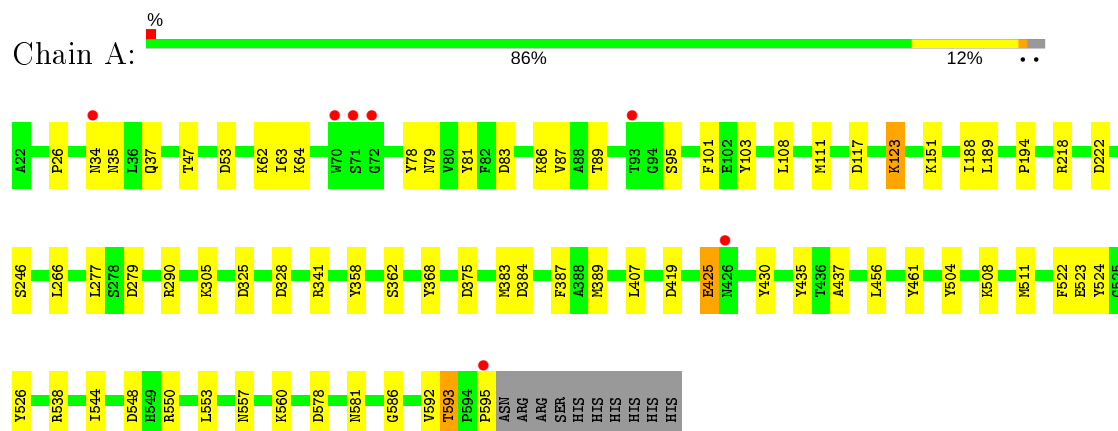 %
Chain A:
86% 12% • •
A22 P26 N34 N35 L36 Q37 T47 D53 K62 I63 K64 W70 S71 G72 Y78 N79 V80 Y81 F82 D83 K86 V87 A88 T89 T93 G94 S95 F101 E102 Y103 L108 M111 D117 K123 K151 I188 L189 P194 R218 D222
S246 L266 L277 S278 D279 R290 K305 D325 D328 R341 Y358 S362 Y368 D375 M383 D384 F387 A388 M389 L407 D419 E425 N426 Y430 Y435 T436 A437 L456 Y461 Y504 K508 M511 F522 E523 Y524 G525
Y526 R538 I544 D548 H549 R550 L553 N557 K560 D578 N581 G586 V592 T593 P594 P595 ASN ARG ARG SER HIS HIS HIS HIS HIS HIS